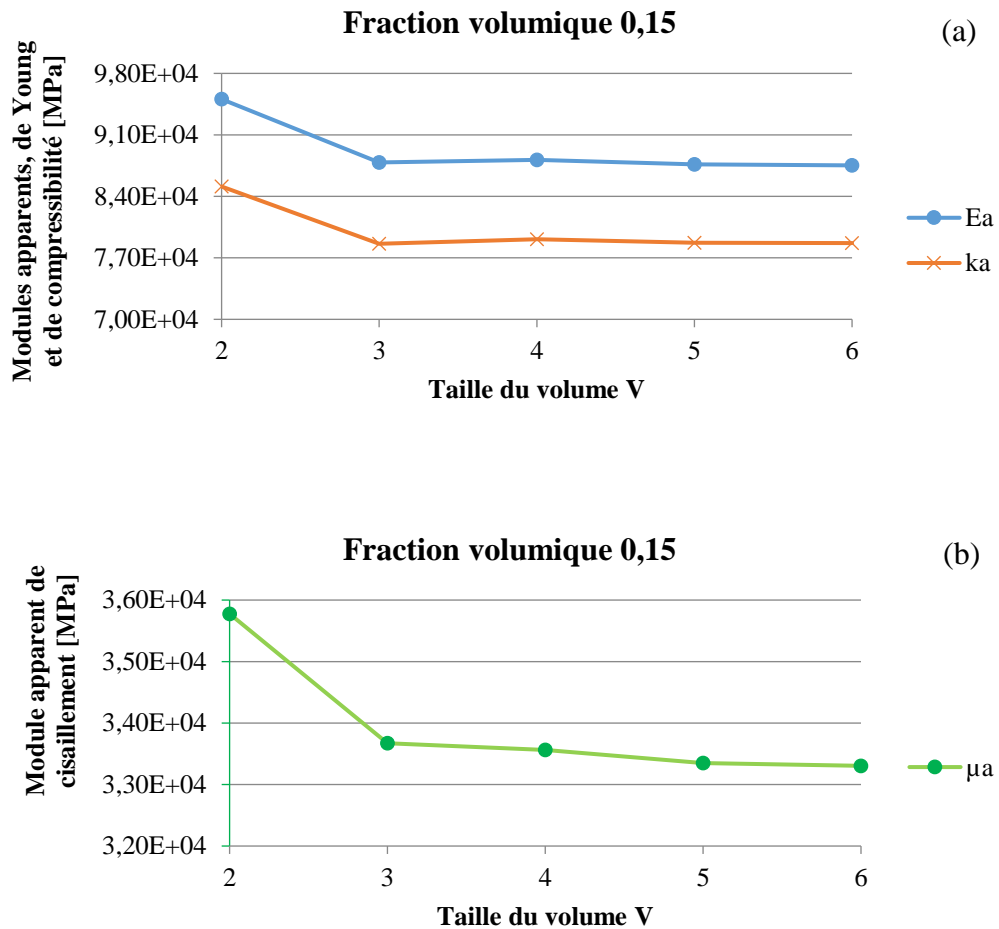 Fraction volumique 0,15
(a)
Modules apparents, de Young
et de compressibilité [MPa]
9,80E+04
9,10E+04
8,40E+04
7,70E+04
7,00E+04
2 3 4 5 6
Taille du volume V
Ea
ka
Fraction volumique 0,15
(b)
Module apparent de
cisaillement [MPa]
3,60E+04
3,50E+04
3,40E+04
3,30E+04
3,20E+04
2 3 4 5 6
Taille du volume V
µa